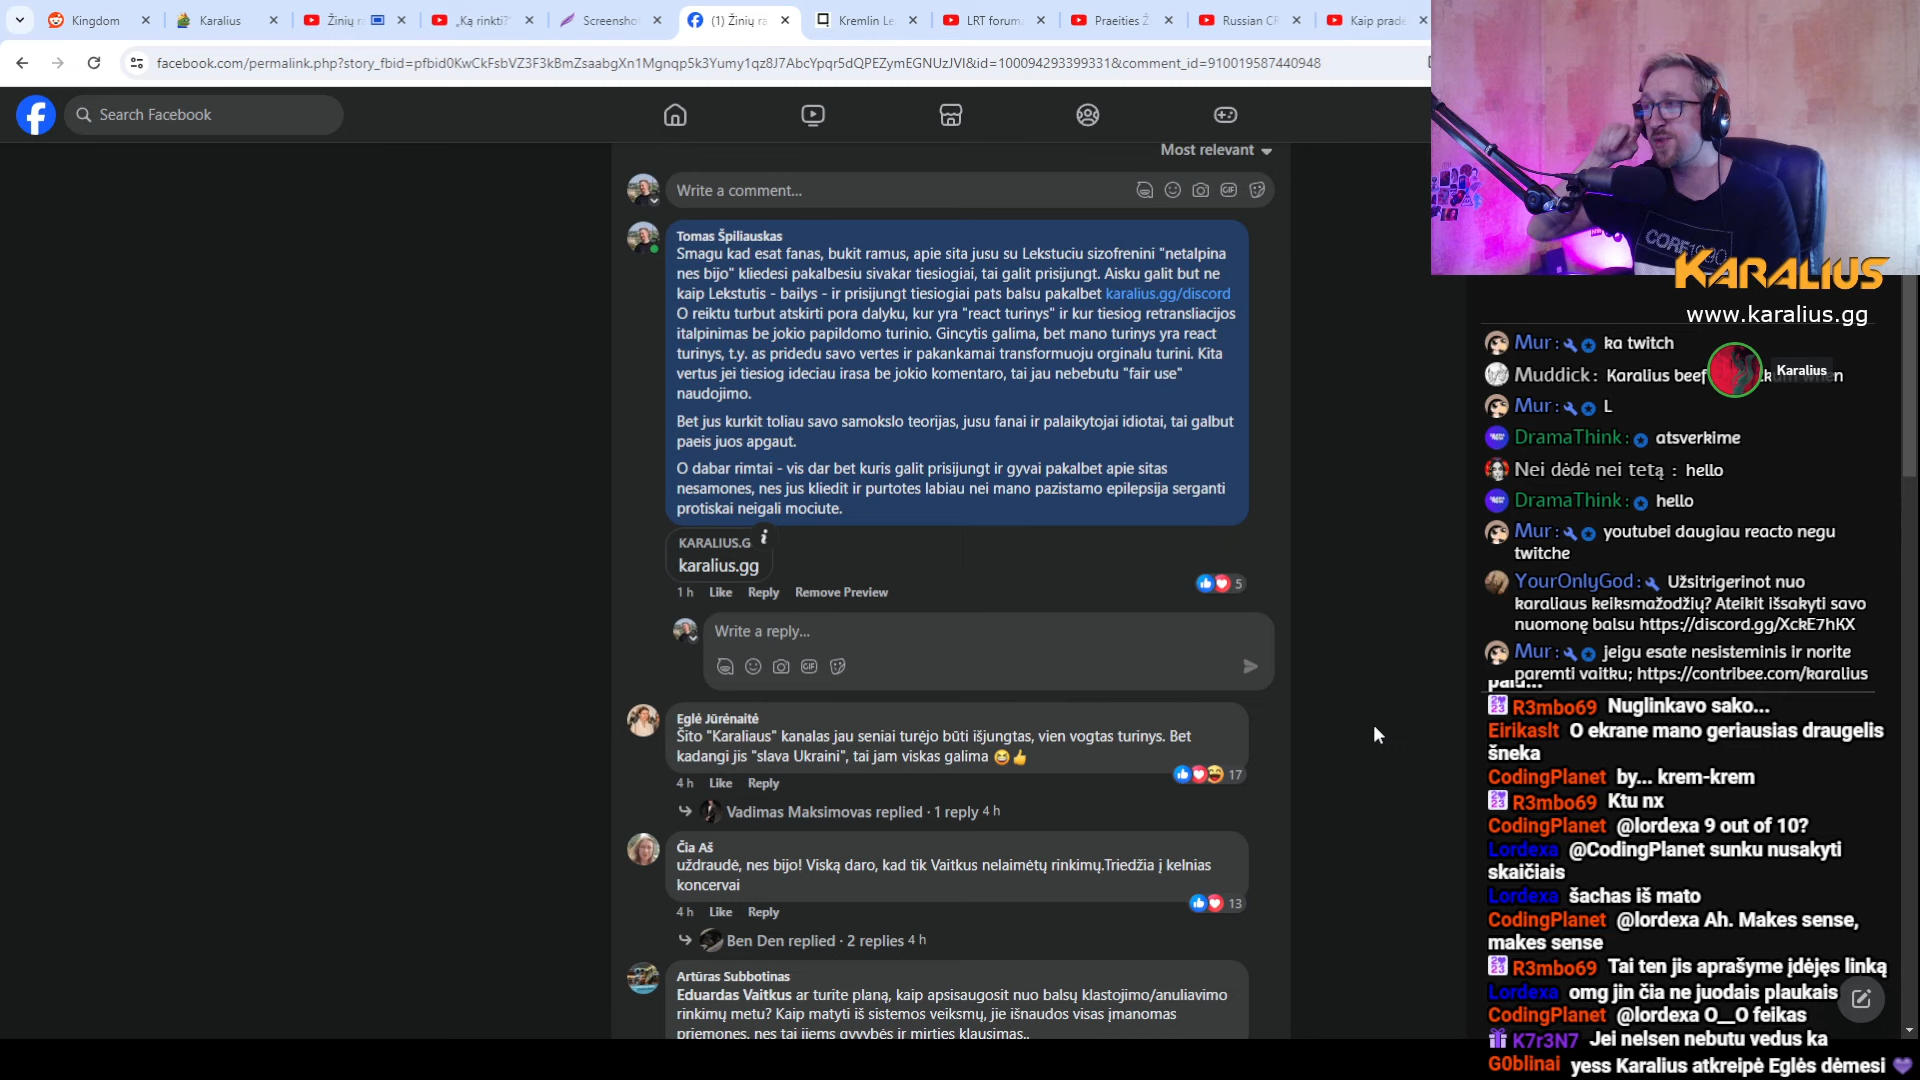 Kingdom
Karalius
Žinių ra
„Ką rinkti?"
Screensho
(1) Žinių ra
Kremlin Le
LRT forum
Praeities Ž
Russian CR
Kaip prade
facebook.com/permalink.php?story_fbid=pfbid0KwCkFsbVZ3F3kBmZsaabgXn1Mgnqp5k3Yumy1qz8J7AbcYpqr5dQPEZymEGNUzJVl&id=100094293399331&comment_id=910019587440948
Search Facebook
Most relevant
Write a comment...
GIF
Tomas Špiliauskas
Smagu kad esat fanas, bukit ramus, apie sita jusu su Lekstuciu sizofrenini "netalpina
nes bijo" kliedesi pakalbesiu sivakar tiesiogiai, tai galit prisijungt. Aisku galit but ne
kaip Lekstutis - bailys - ir prisijungt tiesiogiai pats balsu pakalbet karalius.gg/discord
O reiktu turbut atskirti pora dalyku, kur yra "react turinys" ir kur tiesiog retransliacijos
italpinimas be jokio papildomo turinio. Gincytis galima, bet mano turinys yra react
turinys, t.y. as pridedu savo vertes ir pakankamai transformuoju orginalu turini. Kita
vertus jei tiesiog ideciau irasa be jokio komentaro, tai jau nebebutu "fair use"
naudojimo.
Bet jus kurkit toliau savo samokslo teorijas, jusu fanai ir palaikytojai idiotai, tai galbut
paeis juos apgaut.
O dabar rimtai - vis dar bet kuris galit prisijungt ir gyvai pakalbet apie sitas
nesamones, nes jus kliedit ir purtotes labiau nei mano pazistamo epilepsija serganti
protiskai neigali mociute.
KARALIUS.G
karalius.gg
5
1 h Like Reply Remove Preview
Write a reply...
GIF
Eglė Jūrėnaitė
Šito "Karaliaus" kanalas jau seniai turėjo būti išjungtas, vien vogtas turinys. Bet
kadangi jis "slava Ukraini", tai jam viskas galima 😆👍
17
4 h Like Reply
Vadimas Maksimovas replied · 1 reply 4 h
Čia Aš
uždraudė, nes bijo! Viską daro, kad tik Vaitkus nelaimėtų rinkimų.Triedžia į kelnias
koncervai
13
4 h Like Reply
Ben Den replied · 2 replies 4 h
Artūras Subbotinas
Eduardas Vaitkus ar turite planą, kaip apsisaugosit nuo balsų klastojimo/anuliavimo
rinkimų metu? Kaip matyti iš sistemos veiksmų, jie išnaudos visas įmanomas
priemones, nes tai jiems gyvybės ir mirties klausimas..
KARALIUS
www.karalius.gg
Mur: ka twitch
Muddick: Karalius beef
Karalius
Mur: L
DramaThink: atsverkime
Nei dėdė nei tetą : hello
DramaThink: hello
Mur: youtubei daugiau reacto negu
twitche
YourOnlyGod: Užsitrigerinot nuo
karaliaus keiksmažodžių? Ateikit išsakyti savo
nuomonę balsu https://discord.gg/XckE7hKX
Mur: jeigu esate nesisteminis ir norite
paremti vaitku; https://contribee.com/karalius
R3mbo69 Nuglinkavo sako...
Eirikaslt O ekrane mano geriausias draugelis
šneka
CodingPlanet by... krem-krem
R3mbo69 Ktu nx
CodingPlanet @lordexa 9 out of 10?
Lordexa @CodingPlanet sunku nusakyti
skaičiais
Lordexa šachas iš mato
CodingPlanet @lordexa Ah. Makes sense,
makes sense
R3mbo69 Tai ten jis aprašyme įdėjęs linką
Lordexa omg jin čia ne juodais plaukais
CodingPlanet @lordexa O__O feikas
K7r3N7 Jei nelsen nebutu vedus ka
G0blinai yess Karalius atkreipė Eglės dėmesi 💜